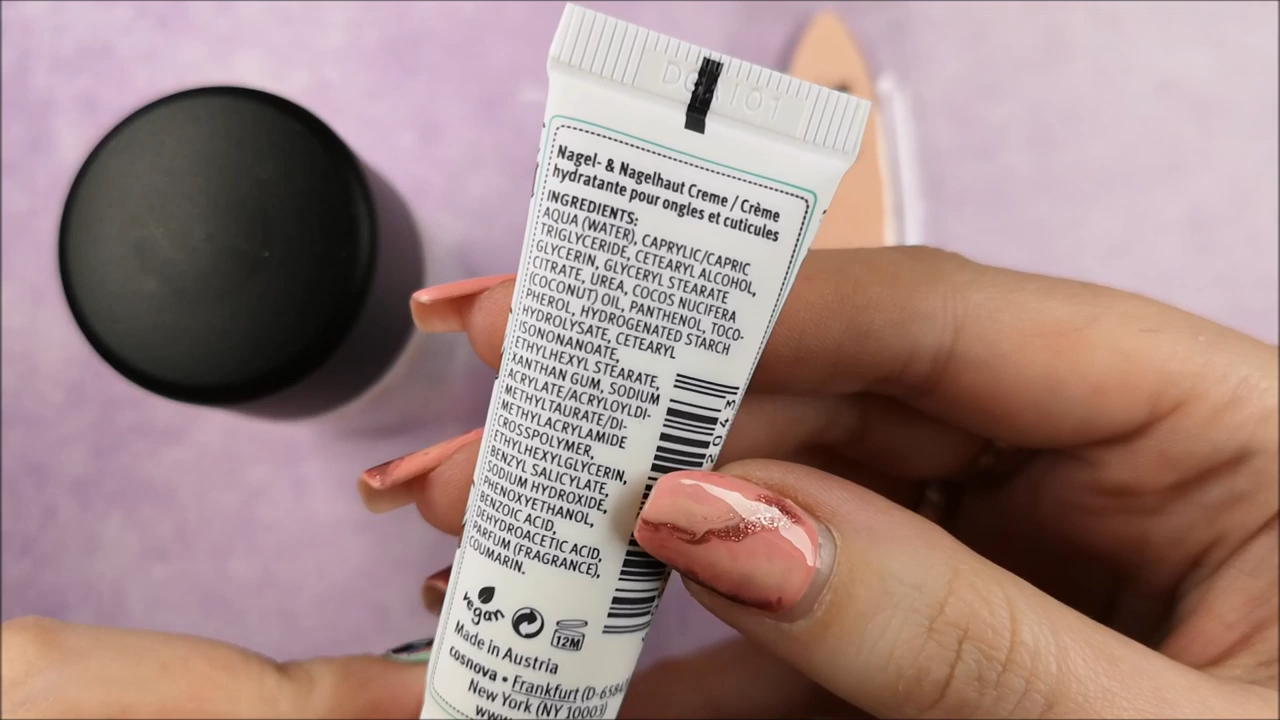 Nagel- & Nagelhaut Creme / Crème
hydratante pour ongles et cuticules
INGREDIENTS:
AQUA (WATER), CAPRYLIC/CAPRIC
TRIGLYCERIDE, CETEARYL ALCOHOL,
GLYCERIN, GLYCERYL STEARATE
CITRATE, UREA, COCOS NUCIFERA
(COCONUT) OIL, PANTHENOL, TOCO-
PHEROL, HYDROGENATED STARCH
HYDROLYSATE, CETEARYL
ISONONANOATE,
ETHYLHEXYL STEARATE,
XANTHAN GUM, SODIUM
ACRYLATE/ACRYLOYLDI-
METHYLTAURATE/DI-
METHYLACRYLAMIDE
CROSSPOLYMER,
ETHYLHEXYLGLYCERIN,
BENZYL SALICYLATE,
SODIUM HYDROXIDE,
PHENOXYETHANOL,
BENZOIC ACID,
DEHYDROACETIC ACID,
PARFUM (FRAGRANCE),
COUMARIN.
vegan
12M
Made in Austria
cosnova • Frankfurt
New York (NY 10003)